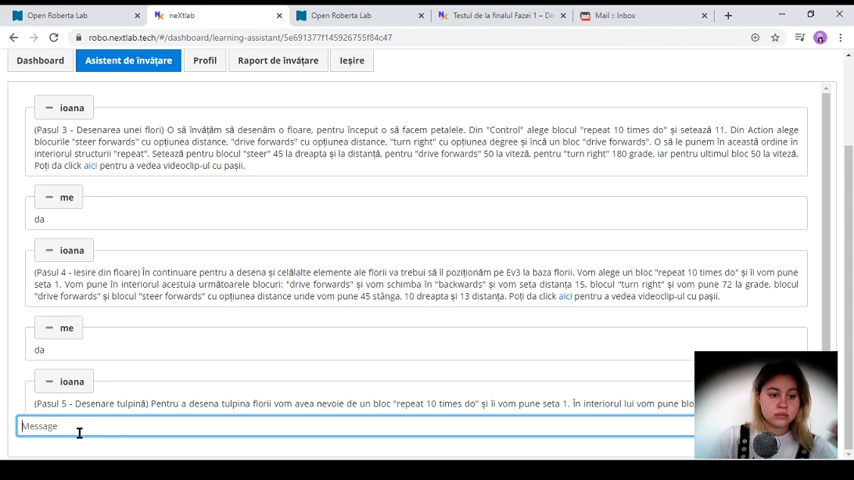 Open Roberta Lab
neXtlab
Open Roberta Lab
Testul de la finalul Fazei 1 – De
Mail :: Inbox
robo.nextlab.tech/#/dashboard/learning-assistant/5e691377f145926755f84c47
Dashboard
Asistent de învățare
Profil
Raport de învățare
Ieșire
ioana
(Pasul 3 - Desenarea unei flori) O să învățăm să desenăm o floare, pentru început o să facem petalele. Din "Control" alege blocul "repeat 10 times do" și setează 11. Din Action alege
blocurile "steer" cu opțiunea distance, "drive forwards" cu opțiunea distance, "turn right" cu opțiunea degree și încă un bloc "drive forwards". O să le punem în această ordine în
interiorul structurii "repeat". Setează pentru blocul "steer" 45 la dreapta și la distanță, pentru "drive forwards" 50 la viteză, pentru "turn right" 180 grade, iar pentru ultimul bloc 50 la viteză.
Poți da click aici pentru a vedea videoclip-ul cu pașii.
me
da
ioana
(Pasul 4 - Iesire din floare) În continuare pentru a desena și celălalte elemente ale florii va trebui să îl poziționăm pe Ev3 la baza florii. Vom alege un bloc "repeat 10 times do" și îi vom pune
seta 1. Vom pune în interiorul acestuia următoarele blocuri: "drive forwards" și vom schimba în "backwards" și vom seta distanța 15, blocul "turn right" și vom pune 72 la grade, blocul
"drive forwards" și blocul "steer forwards" cu opțiunea distance unde vom pune 45 stânga, 10 dreapta și 13 distanța. Poți da click aici pentru a vedea videoclip-ul cu pașii.
me
da
ioana
(Pasul 5 - Desenare tulpină) Pentru a desena tulpina florii vom avea nevoie de un bloc "repeat 10 times do" și îi vom pune seta 1. În interiorul lui vom pune blo
Message